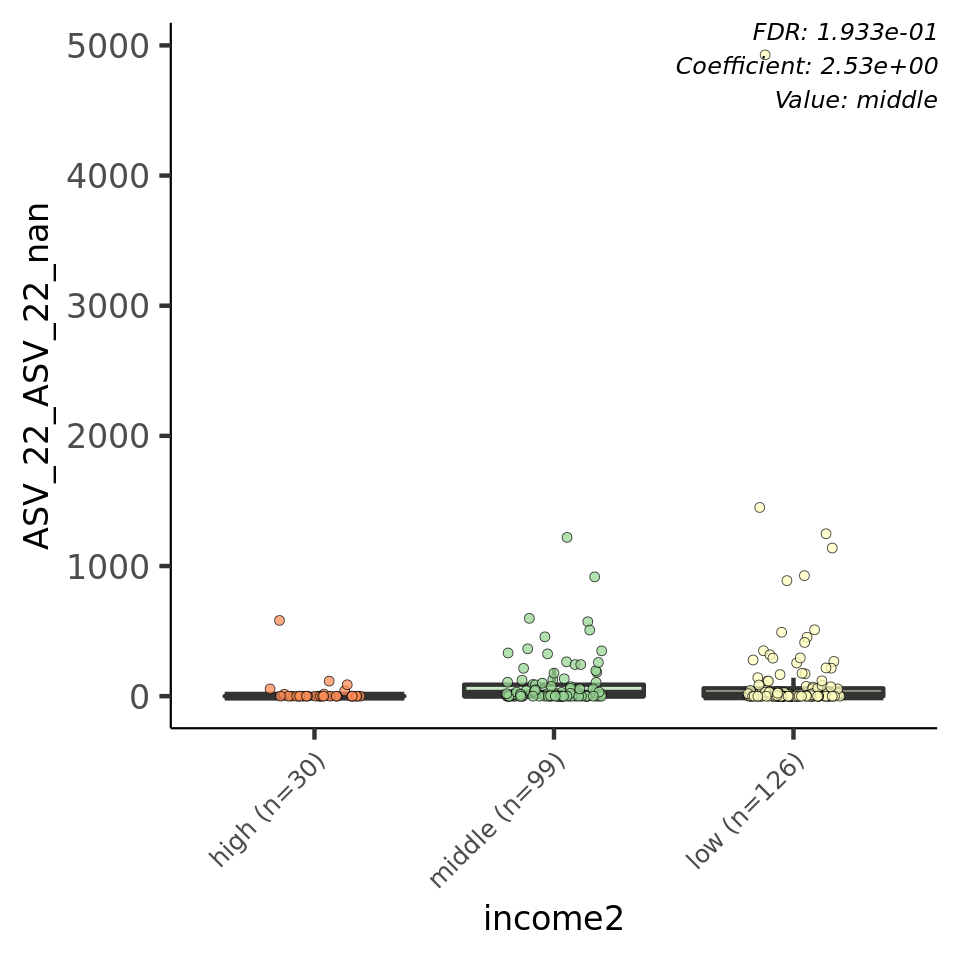 FDR: 1.933e-01
Coefficient: 2.53e+00
Value: middle
5000
4000
3000
2000
1000
0
ASV_22_ASV_22_nan
high (n=30)
middle (n=99)
low (n=126)
income2